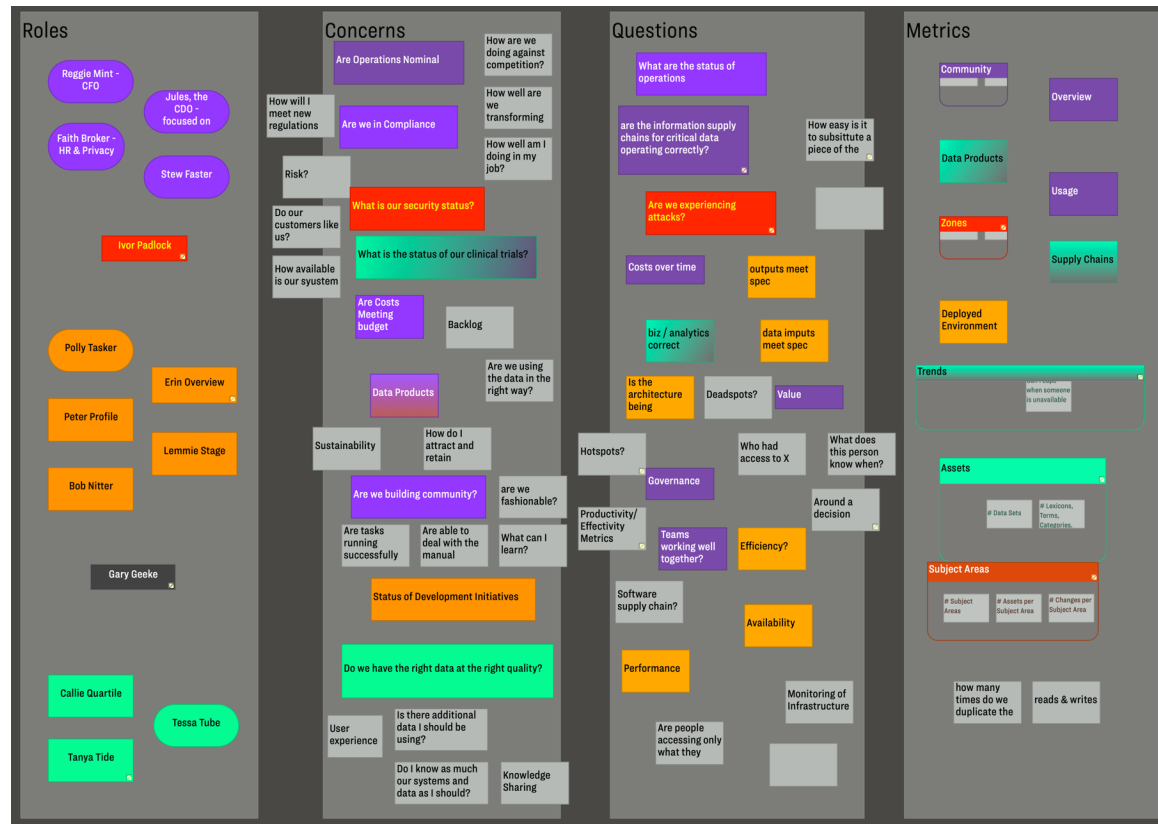 Roles
Reggie Mint -
CFO
Jules, the
CDO -
focused on
Faith Broker -
HR & Privacy
Stew Faster
Ivor Padlock
Polly Tasker
Erin Overview
Peter Profile
Lemmie Stage
Bob Nitter
Gary Geeke
Callie Quartile
Tessa Tube
Tanya Tide
Concerns
Are Operations Nominal
How are we
doing against
competition?
How will I
meet new
regulations
Are we in Compliance
How well are
we
transforming
How well am I
doing in my
job?
Risk?
What is our security status?
Do our
customers like
us?
What is the status of our clinical trials?
How available
is our syustem
Are Costs
Meeting
budget
Backlog
Are we using
the data in the
right way?
Data Products
Sustainability
How do I
attract and
retain
Are we building community?
are we
fashionable?
Are tasks
running
successfully
Are able to
deal with the
manual
What can I
learn?
Status of Development Initiatives
Do we have the right data at the right quality?
User
experience
Is there additional
data I should be
using?
Do I know as much
our systems and
data as I should?
Knowledge
Sharing
Questions
What are the status of
operations
are the information supply
chains for critical data
operating correctly?
How easy is it
to subsittute a
piece of the
Are we experiencing
attacks?
Costs over time
outputs meet
spec
biz / analytics
correct
data imputs
meet spec
Is the
architecture
being
Deadspots?
Value
Hotspots?
Who had
access to X
What does
this person
know when?
Governance
Around a
decision
Productivity/
Effectivity
Metrics
Teams
working well
together?
Efficiency?
Software
supply chain?
Availability
Performance
Monitoring of
Infrastructure
Are people
accessing only
what they
Metrics
Community
Overview
Data Products
Usage
Zones
Supply Chains
Deployed
Environment
Trends
when someone
is unavailable
Assets
# Data Sets
# Lexicons,
Terms,
Categories,
Subject Areas
# Subject
Areas
# Assets per
Subject Area
# Changes per
Subject Area
how many
times do we
duplicate the
reads & writes